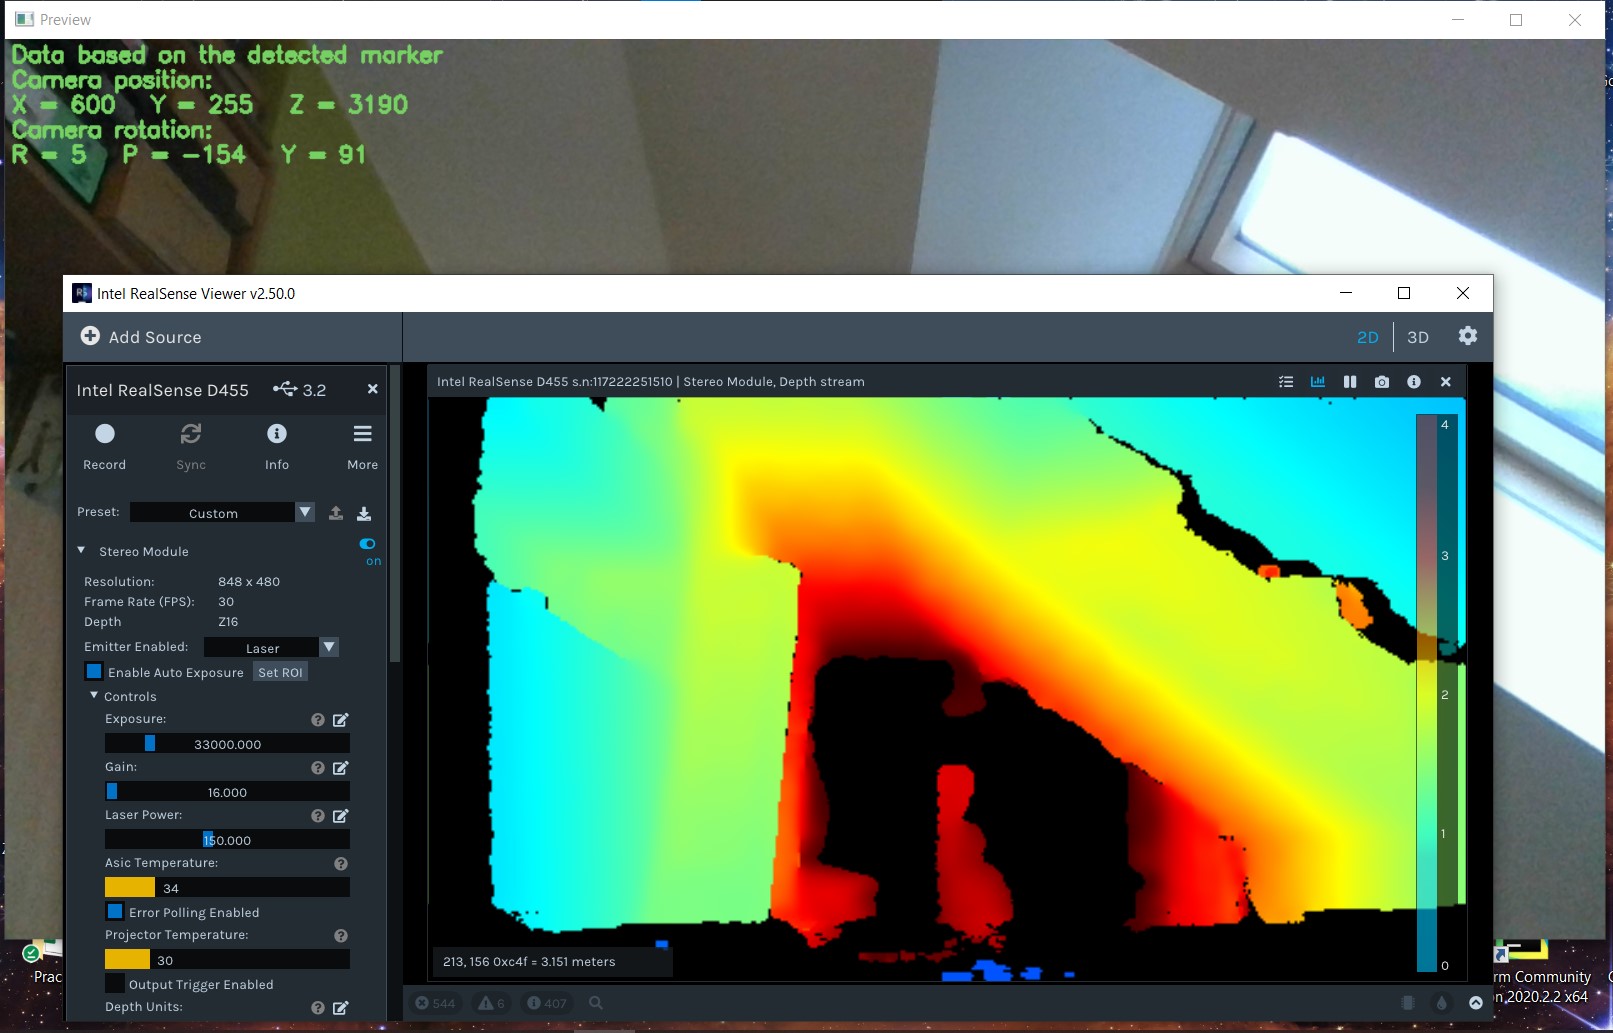 Preview
Data based on the detected marker
Camera position:
X = 600 Y = 255 Z = 3190
Camera rotation:
R = 5 P = -154 Y = 91
Intel RealSense Viewer v2.50.0
Add Source
2D 3D
Intel RealSense D455 3.2
Intel RealSense D455 s.n:117222251510 | Stereo Module, Depth stream
Record Sync Info More
Preset: Custom
Stereo Module
on
Resolution: 848 x 480
Frame Rate (FPS): 30
Depth Z16
Emitter Enabled: Laser
Enable Auto Exposure Set ROI
Controls
Exposure:
33000.000
Gain:
16.000
Laser Power:
150.000
Asic Temperature:
34
Error Polling Enabled
Projector Temperature:
30
Output Trigger Enabled
Depth Units:
4
3
2
1
0
213, 156 0xc4f = 3.151 meters
544 6 407
Prac
rm Community
n 2020.2.2 x64